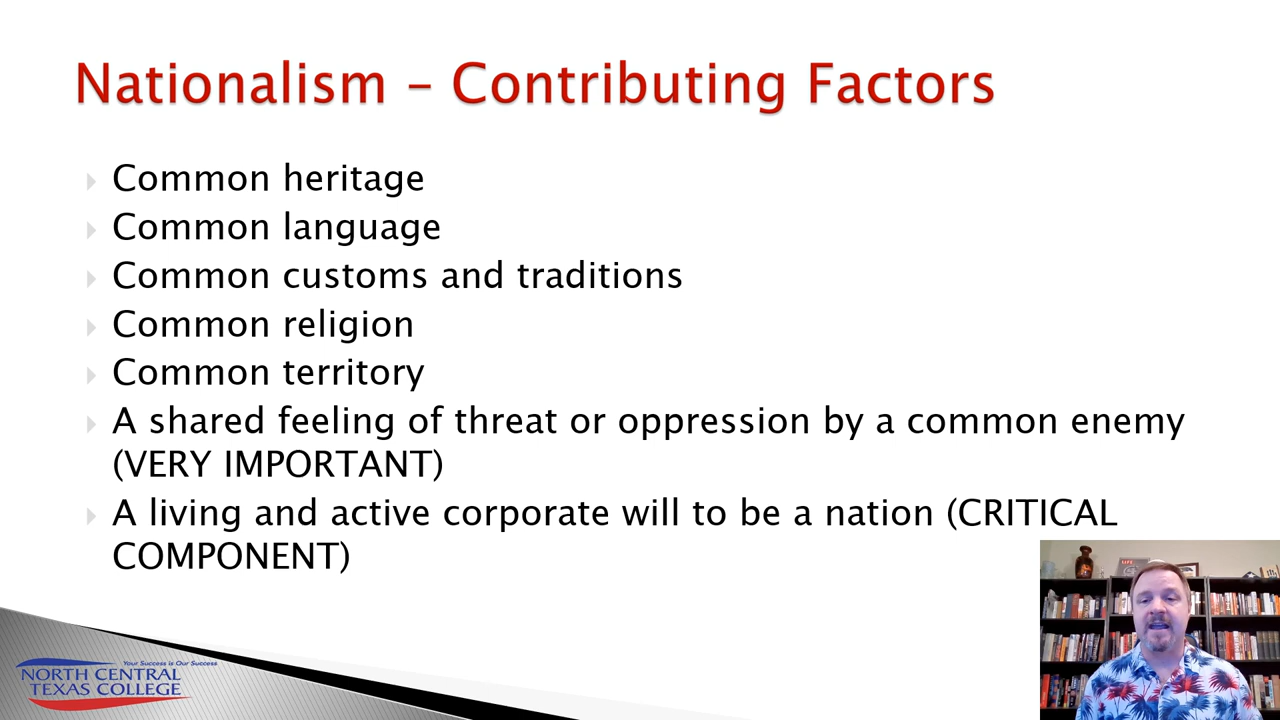 Nationalism – Contributing Factors
Common heritage
Common language
Common customs and traditions
Common religion
Common territory
A shared feeling of threat or oppression by a common enemy
(VERY IMPORTANT)
A living and active corporate will to be a nation (CRITICAL
COMPONENT)
Your Success is Our Success
NORTH CENTRAL
TEXAS COLLEGE